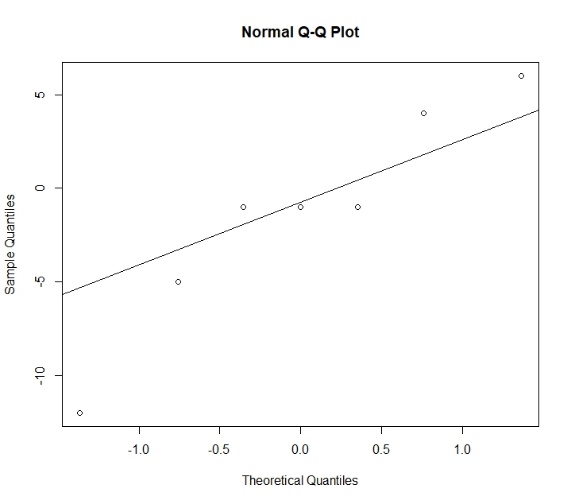 Normal Q-Q Plot
Sample Quantiles
5
0
-5
-10
-1.0 -0.5 0.0 0.5 1.0
Theoretical Quantiles